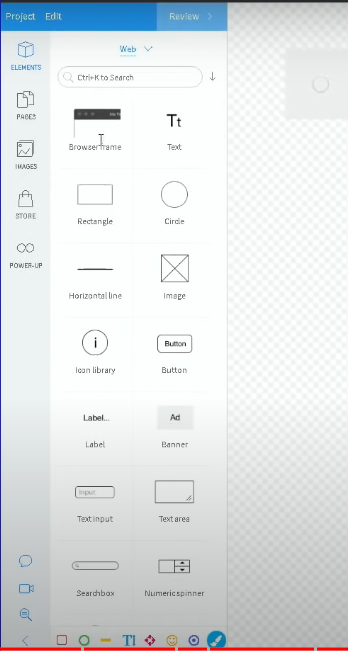 Project Edit Review
Web
ELEMENTS
Ctrl+K to Search
PAGES
Browser frame Text
Tt
IMAGES
Rectangle Circle
STORE
POWER-UP
Horizontal line Image
i Button
Icon library Button
Label... Ad
Label Banner
Input
Text input Text area
Searchbox Numeric spinner
TI